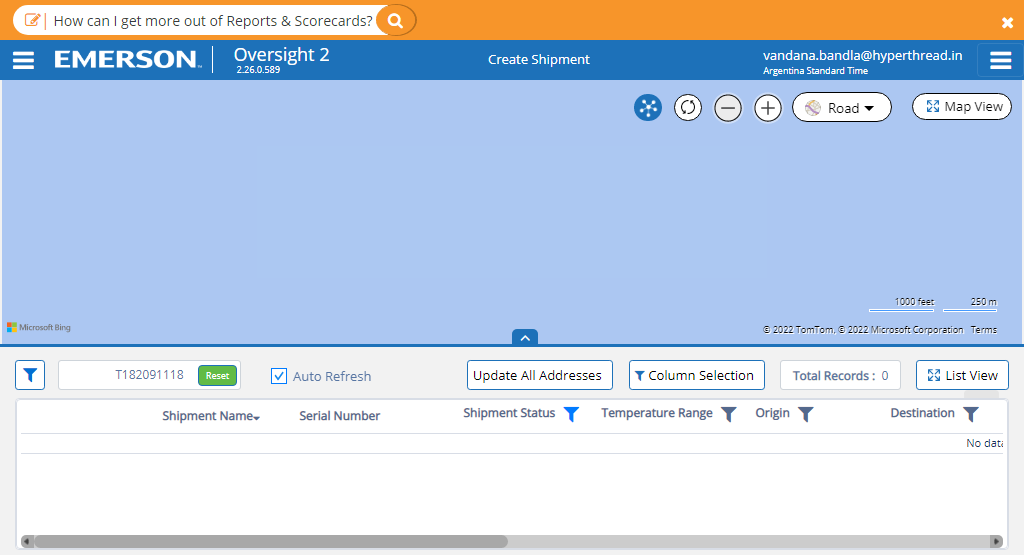 How can I get more out of Reports & Scorecards?
EMERSON
Oversight 2
2.26.0.589
Create Shipment
vandana.bandla@hyperthread.in
Argentina Standard Time
Road
Map View
1000 feet
250 m
Microsoft Bing
© 2022 TomTom, © 2022 Microsoft Corporation Terms
T182091118
Reset
Auto Refresh
Update All Addresses
Column Selection
Total Records : 0
List View
Shipment Name
Serial Number
Shipment Status
Temperature Range
Origin
Destination
No data